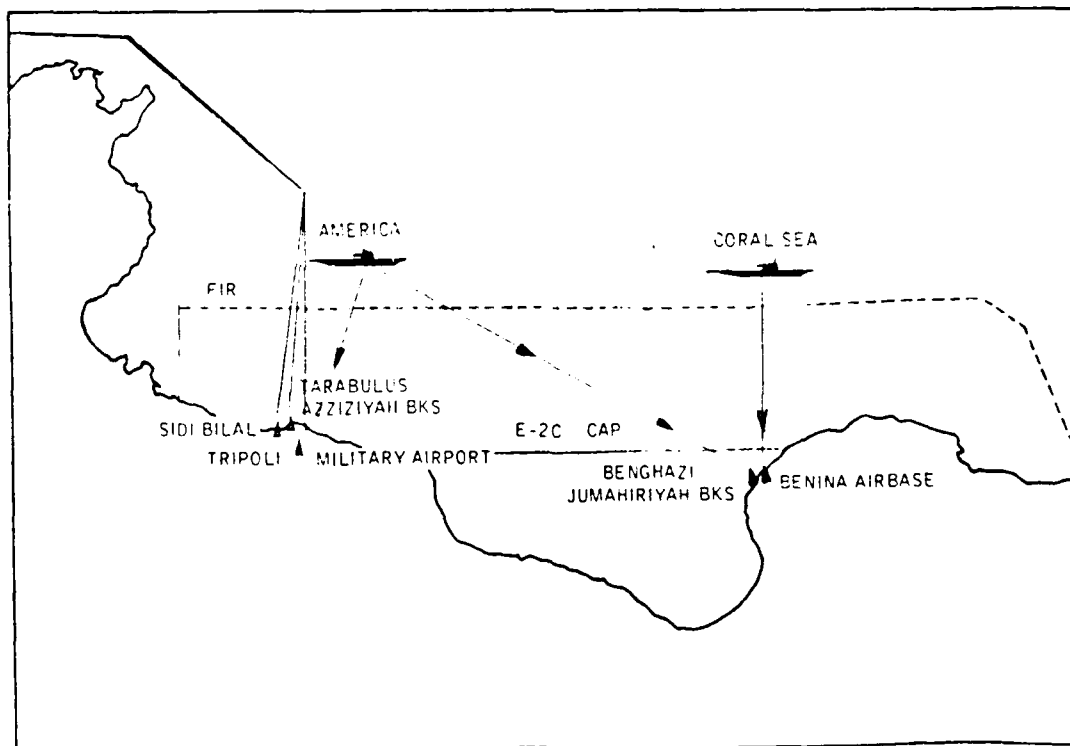 AMERICA
CORAL SEA
FIR
TARABULUS
AZZIZIYAH BKS
SIDI BILAL
E-2C CAP
TRIPOLI
MILITARY AIRPORT
BENGHAZI
JUMAHIRIYAH BKS
BENINA AIRBASE